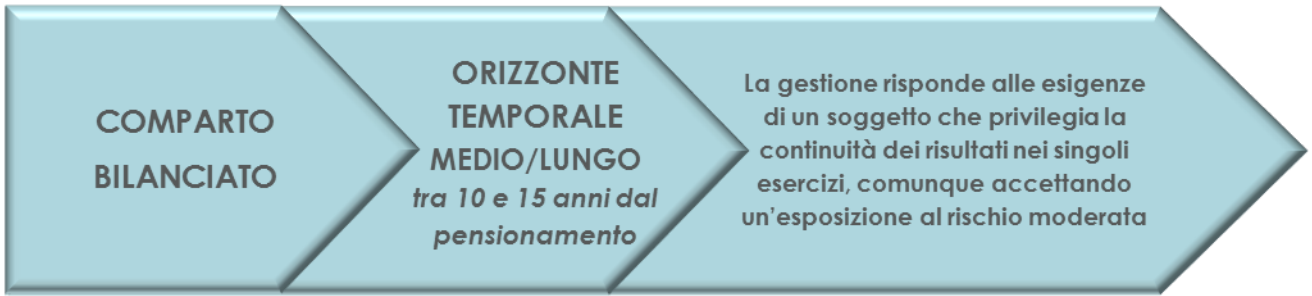 COMPARTO
BILANCIATO
ORIZZONTE
TEMPORALE
MEDIO/LUNGO
tra 10 e 15 anni dal
pensionamento
La gestione risponde alle esigenze
di un soggetto che privilegia la
continuità dei risultati nei singoli
esercizi, comunque accettando
un'esposizione al rischio moderata